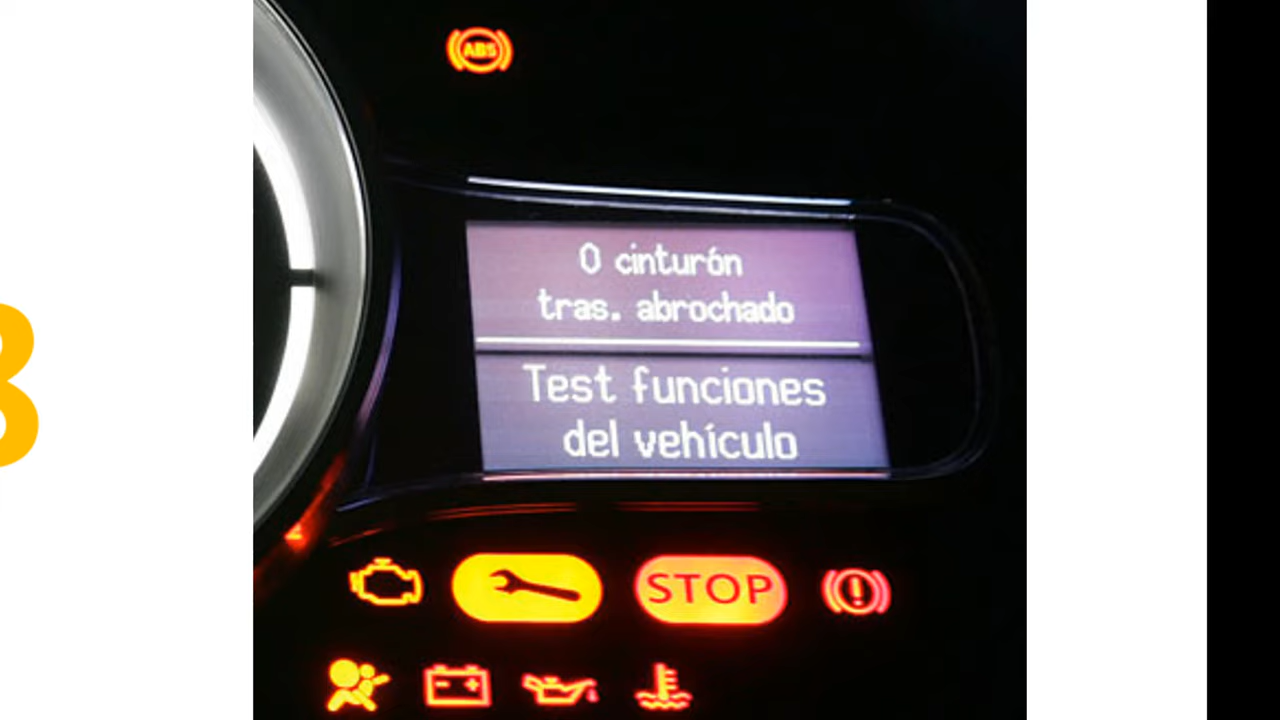 ABS
0 cinturón
tras. abrochado
Test funciones
del vehículo
STOP